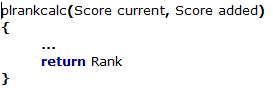 plrankcalc(Score current, Score added)
{
...
return Rank
}